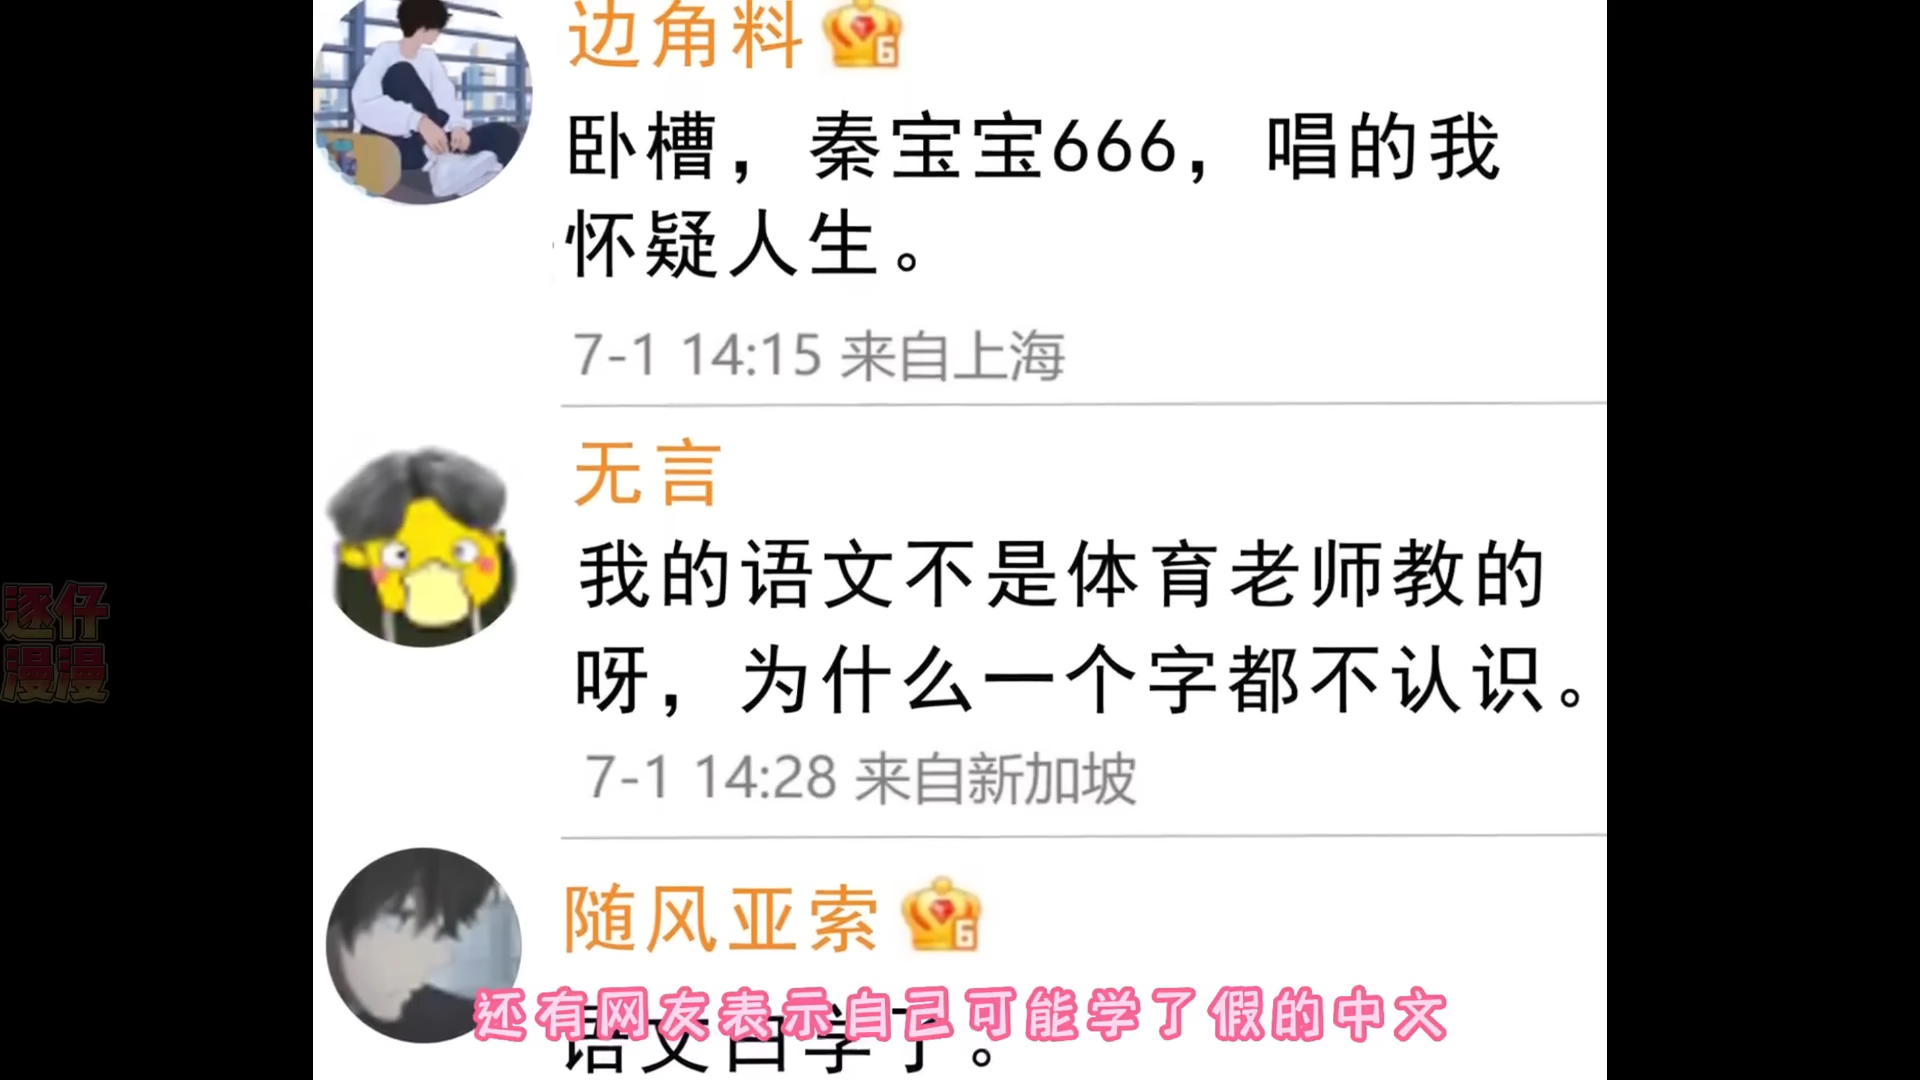 边角料
6
卧槽，秦宝宝666，唱的我
怀疑人生。
7-1 14:15 来自上海
无言
我的语文不是体育老师教的
呀，为什么一个字都不认识。
7-1 14:28 来自新加坡
逐仔
漫漫
随风亚索
6
语文白学了。
还有网友表示自己可能学了假的中文